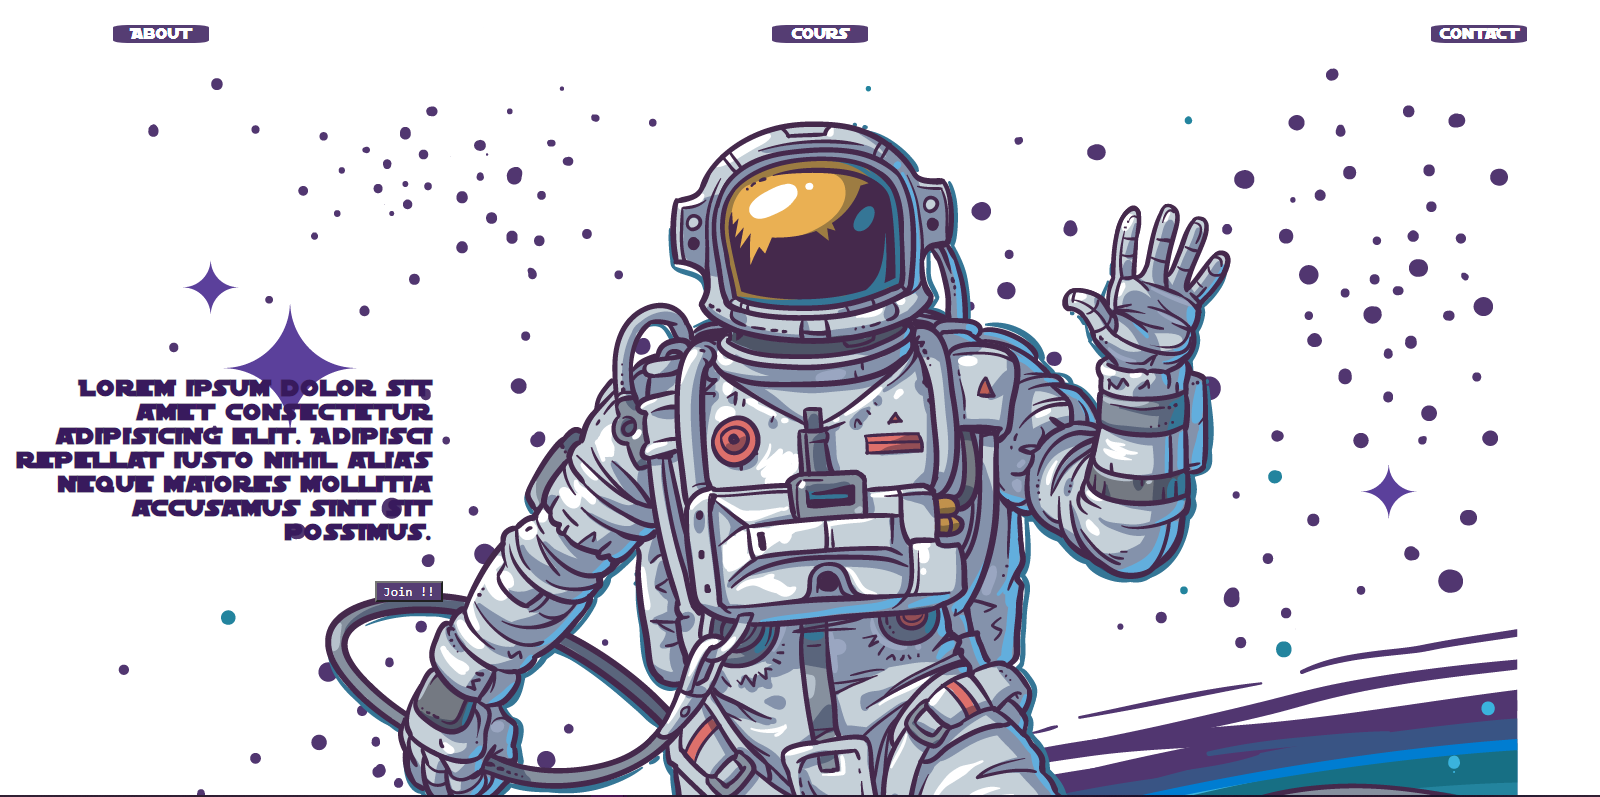 ABOUT
COURS
CONTACT
LOREM IPSUM DOLOR SIT
AMET CONSECTETUR
ADIPISICING ELIT. ADIPISCI
REPELLAT IUSTO NIHIL ALIAS
NEQUE MAIORES MOLLITIA
ACCUSAMUS SINT SIT
POSSIMUS.
Join !!